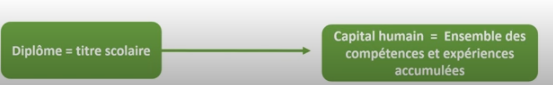 Diplôme = titre scolaire
Capital humain = Ensemble des
compétences et expériences
accumulées